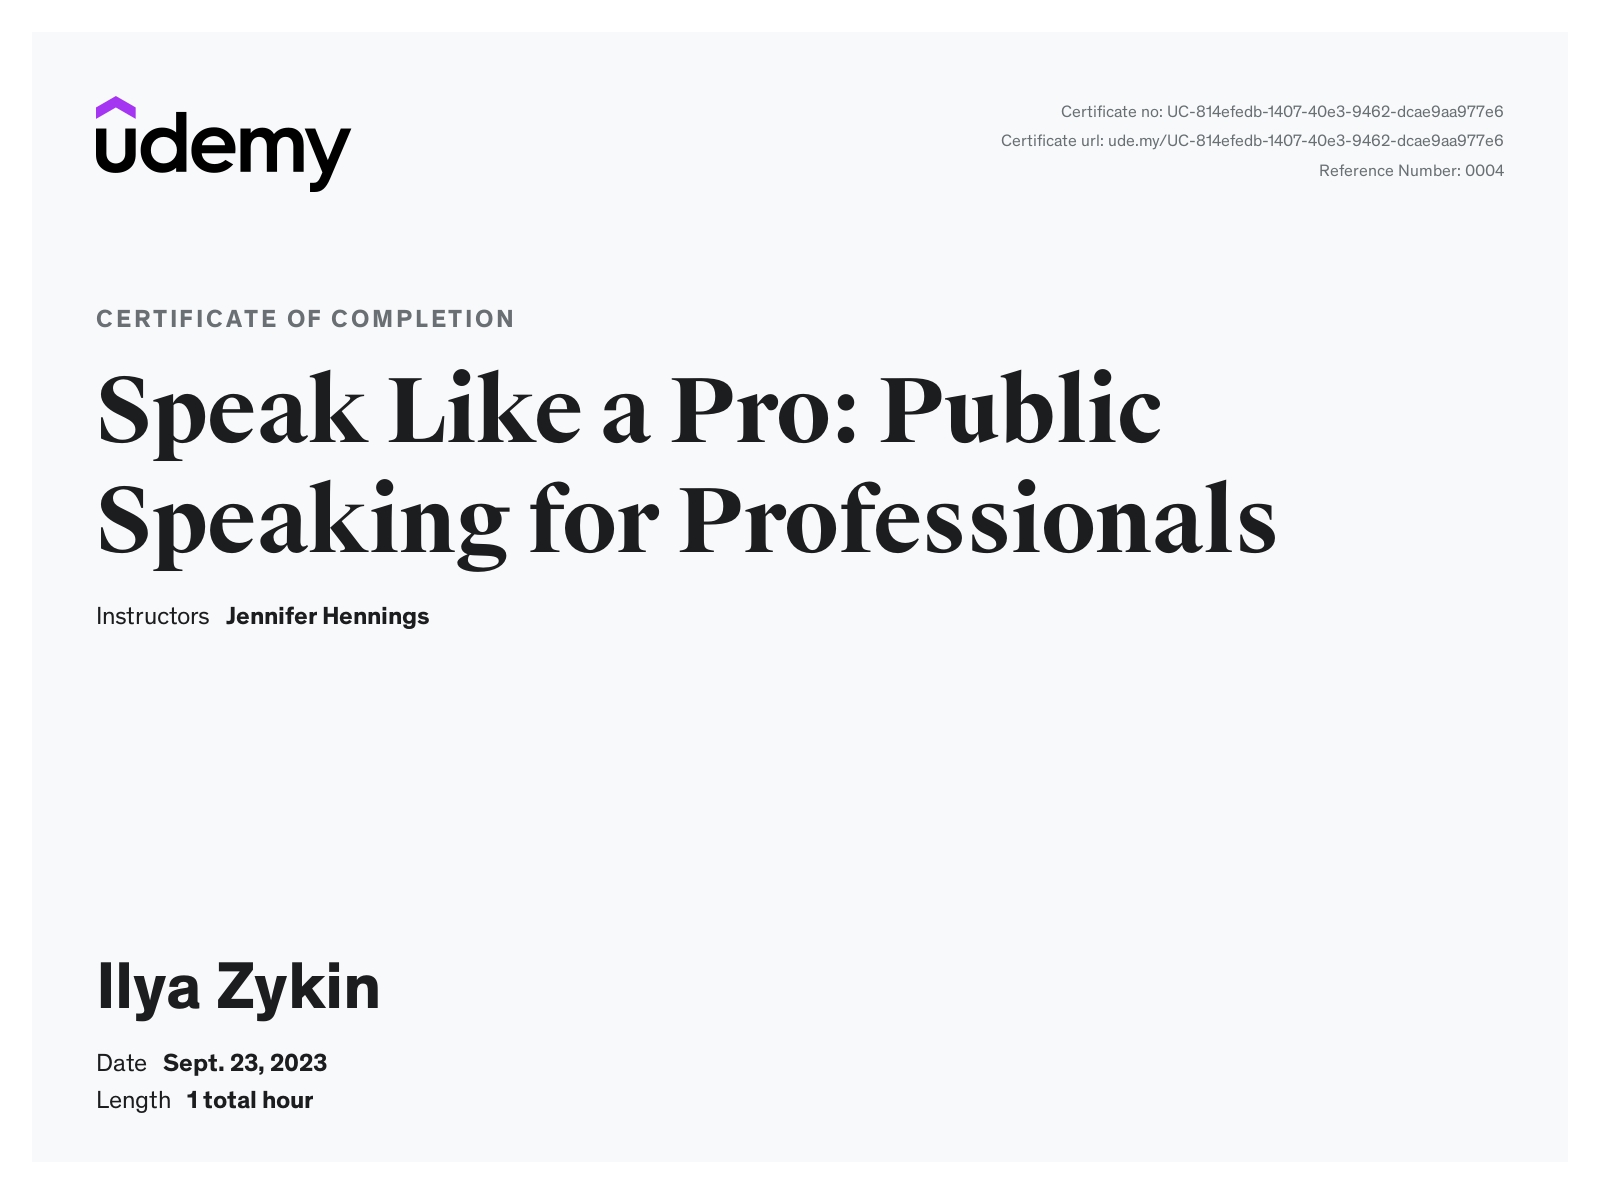 udemy
Certificate no: UC-814efedb-1407-40e3-9462-dcae9aa977e6
Certificate url: ude.my/UC-814efedb-1407-40e3-9462-dcae9aa977e6
Reference Number: 0004
CERTIFICATE OF COMPLETION
Speak Like a Pro: Public
Speaking for Professionals
Instructors Jennifer Hennings
Ilya Zykin
Date Sept. 23, 2023
Length 1 total hour